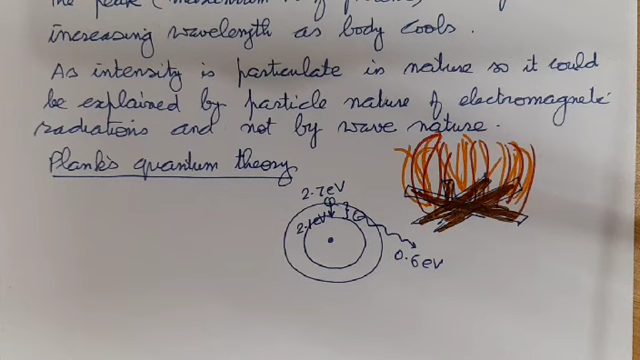 increasing wavelength as body cools.
As intensity is particulate in nature so it could
be explained by particle nature of electromagnetic
radiations and not by wave nature.
Plank's quantum theory
2.7eV
2.1eV
0.6eV